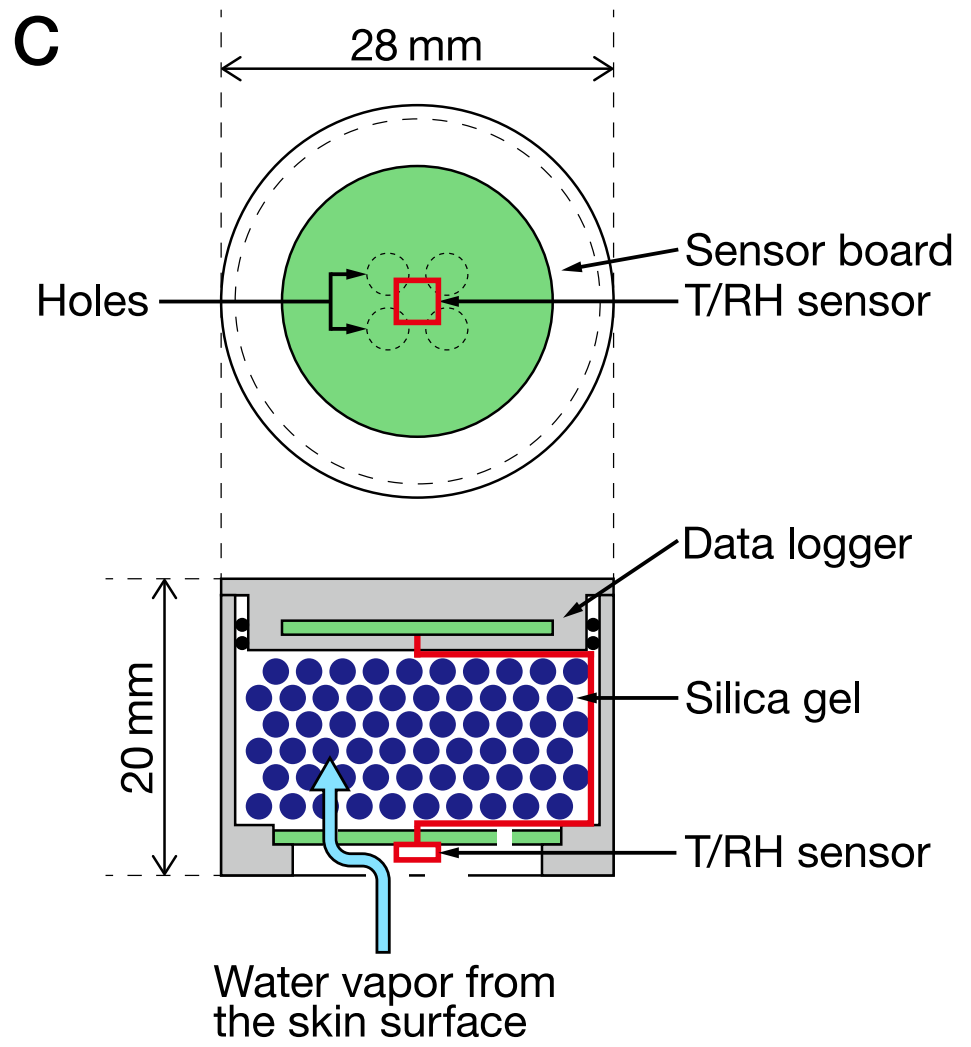 C
28 mm
Sensor board
Holes
T/RH sensor
Data logger
Silica gel
20 mm
T/RH sensor
Water vapor from
the skin surface